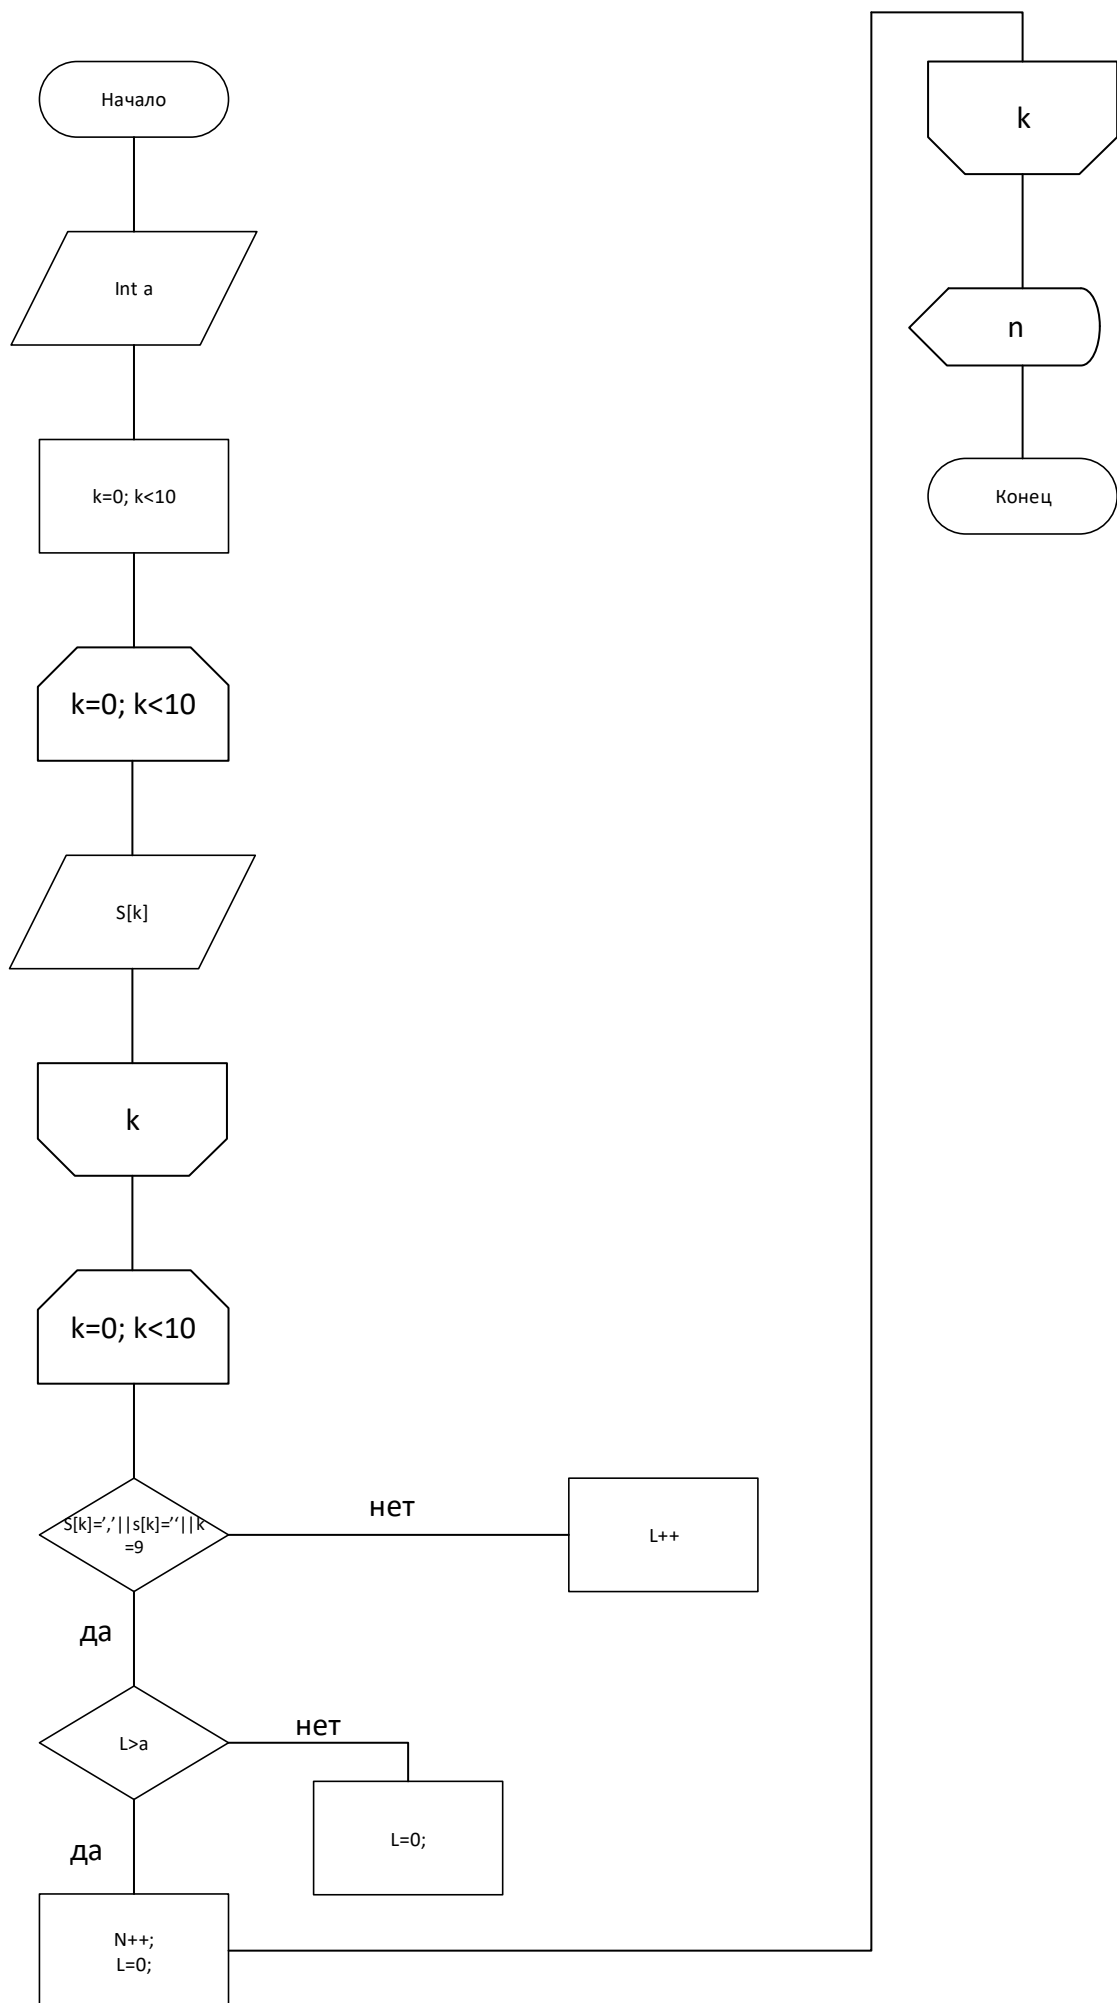 Начало
Int a
k=0; k<10
k=0; k<10
S[k]
k
k=0; k<10
S[k]=','||s[k]=’‘||k
=9
нет
L++
да
L>a
нет
L=0;
да
N++;
L=0;
k
n
Конец